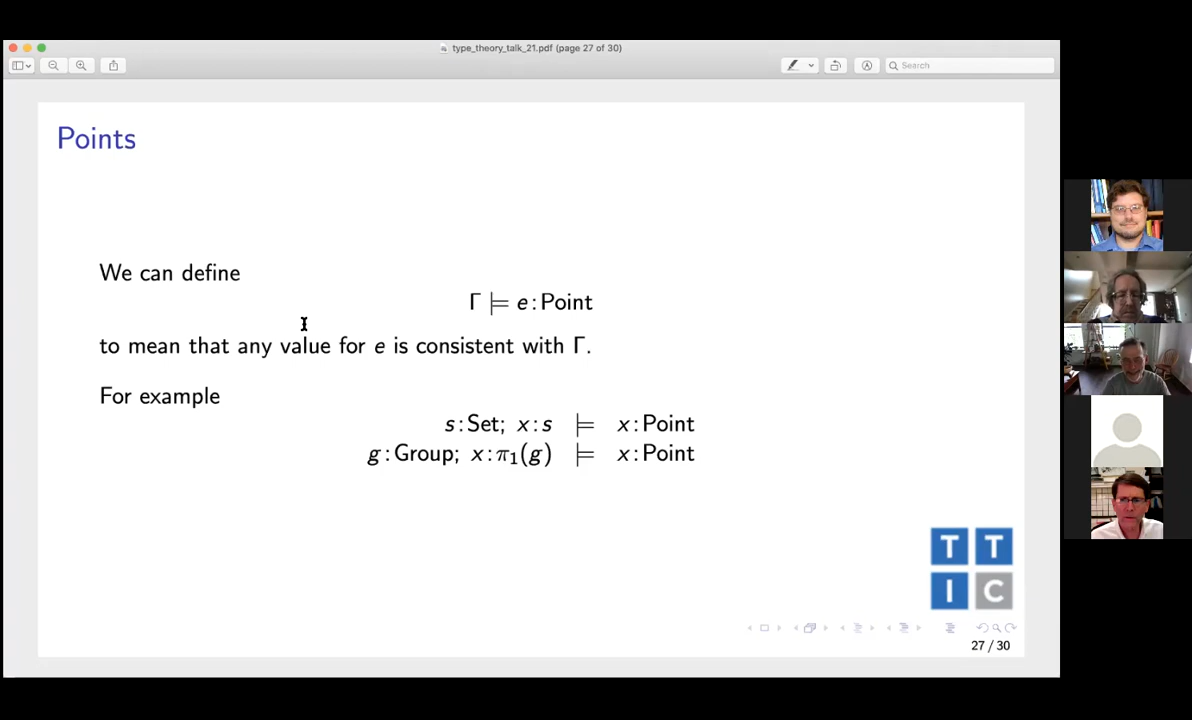 type_theory_talk_21.pdf (page 27 of 30)
Search
Points
We can define
Γ ⊨ e : Point
to mean that any value for e is consistent with Γ.
For example
s : Set; x : s ⊨ x : Point
g : Group; x : π₁(g) ⊨ x : Point
T T
I C
27 / 30